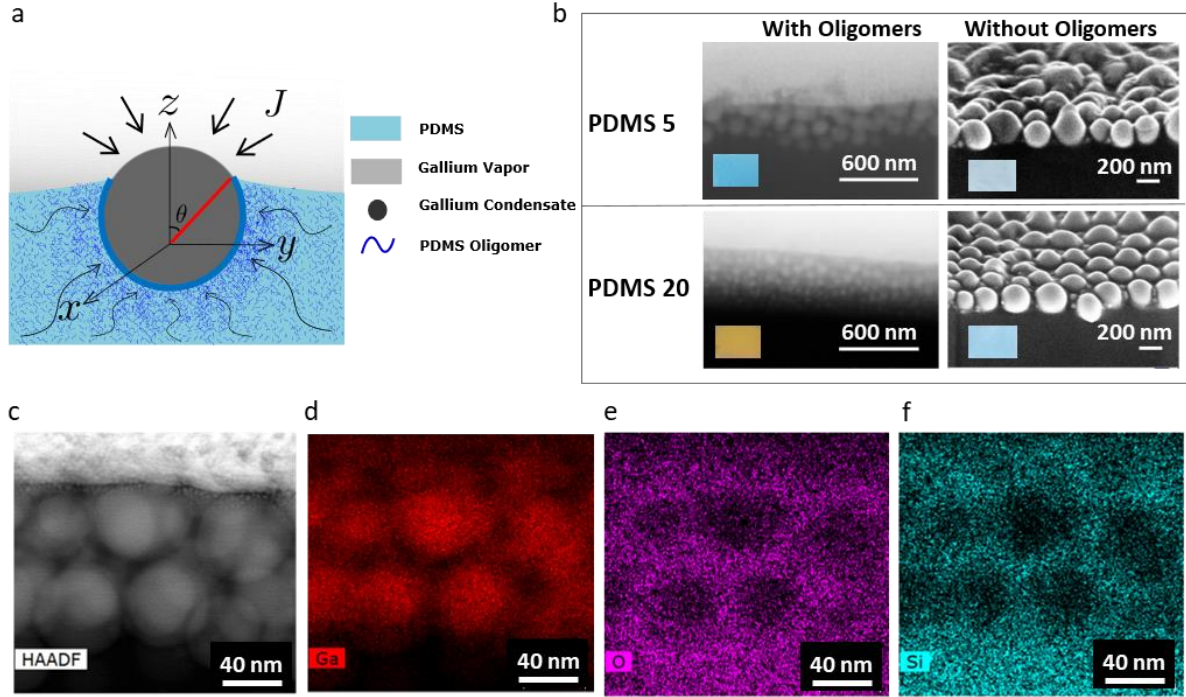 a
z
J
θ
y
x
PDMS
Gallium Vapor
Gallium Condensate
PDMS Oligomer
b
With Oligomers
Without Oligomers
PDMS 5
600 nm
200 nm
PDMS 20
600 nm
200 nm
c
HAADF
40 nm
d
Ga
40 nm
e
O
40 nm
f
Si
40 nm